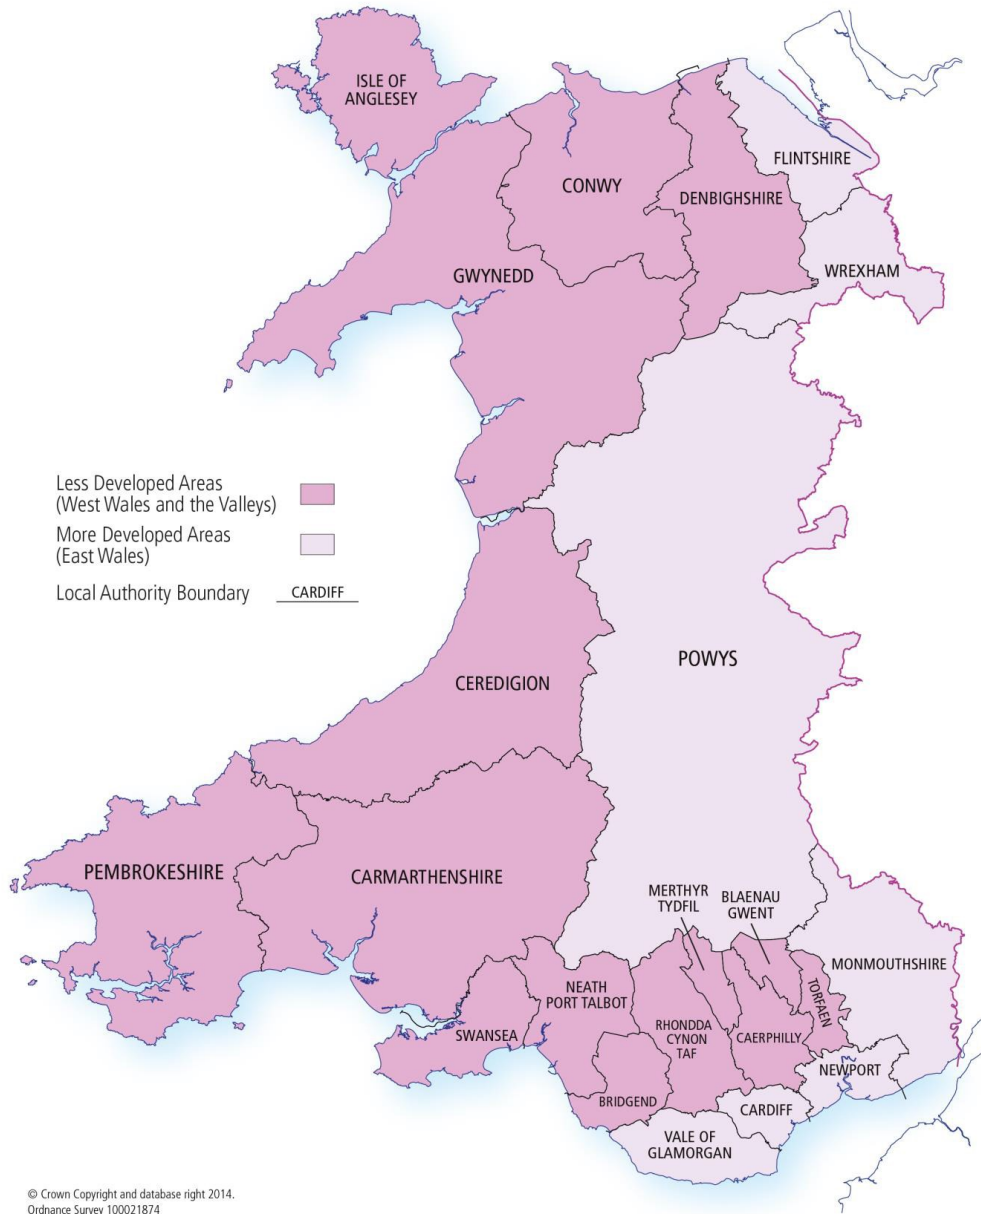 ISLE OF
ANGLESEY
FLINTSHIRE
CONWY
DENBIGHSHIRE
WREXHAM
GWYNEDD
Less Developed Areas
(West Wales and the Valleys)
More Developed Areas
(East Wales)
Local Authority Boundary
CARDIFF
POWYS
CEREDIGION
PEMBROKESHIRE
CARMARTHENSHIRE
MERTHYR
TYDFIL
BLAENAU
GWENT
MONMOUTHSHIRE
NEATH
PORT TALBOT
TORFAEN
SWANSEA
RHONDDA
CYNON
TAF
CAERPHILLY
NEWPORT
BRIDGEND
CARDIFF
VALE OF
GLAMORGAN
© Crown Copyright and database right 2014.
Ordnance Survey 100021874